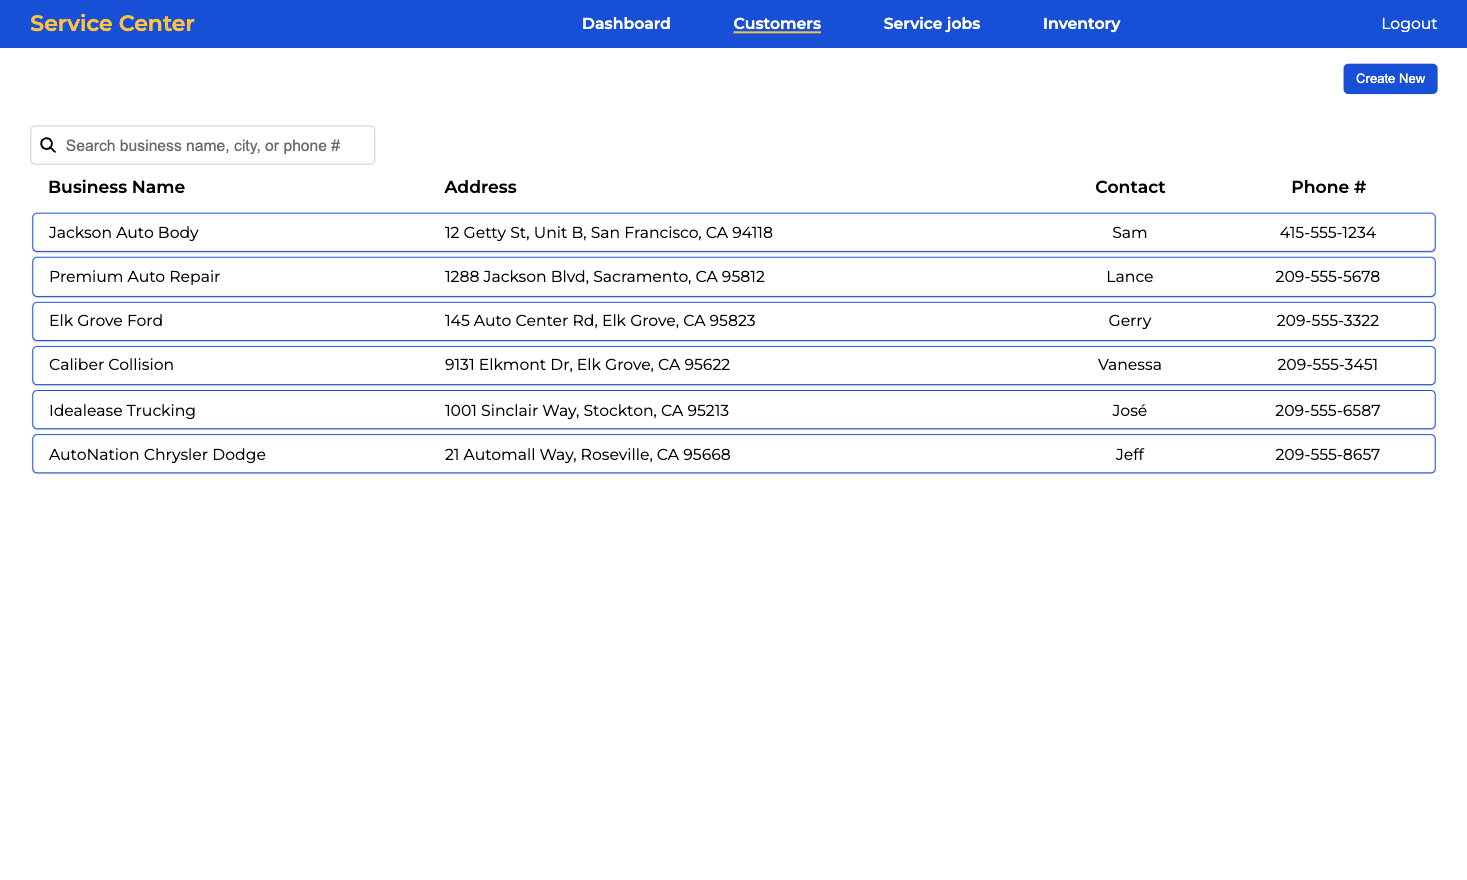 Service Center Dashboard Customers Service jobs Inventory Logout
Create New
Search business name, city, or phone #
Business Name Address Contact Phone #
Jackson Auto Body 12 Getty St, Unit B, San Francisco, CA 94118 Sam 415-555-1234
Premium Auto Repair 1288 Jackson Blvd, Sacramento, CA 95812 Lance 209-555-5678
Elk Grove Ford 145 Auto Center Rd, Elk Grove, CA 95823 Gerry 209-555-3322
Caliber Collision 9131 Elkmont Dr, Elk Grove, CA 95622 Vanessa 209-555-3451
Idealease Trucking 1001 Sinclair Way, Stockton, CA 95213 José 209-555-6587
AutoNation Chrysler Dodge 21 Automall Way, Roseville, CA 95668 Jeff 209-555-8657